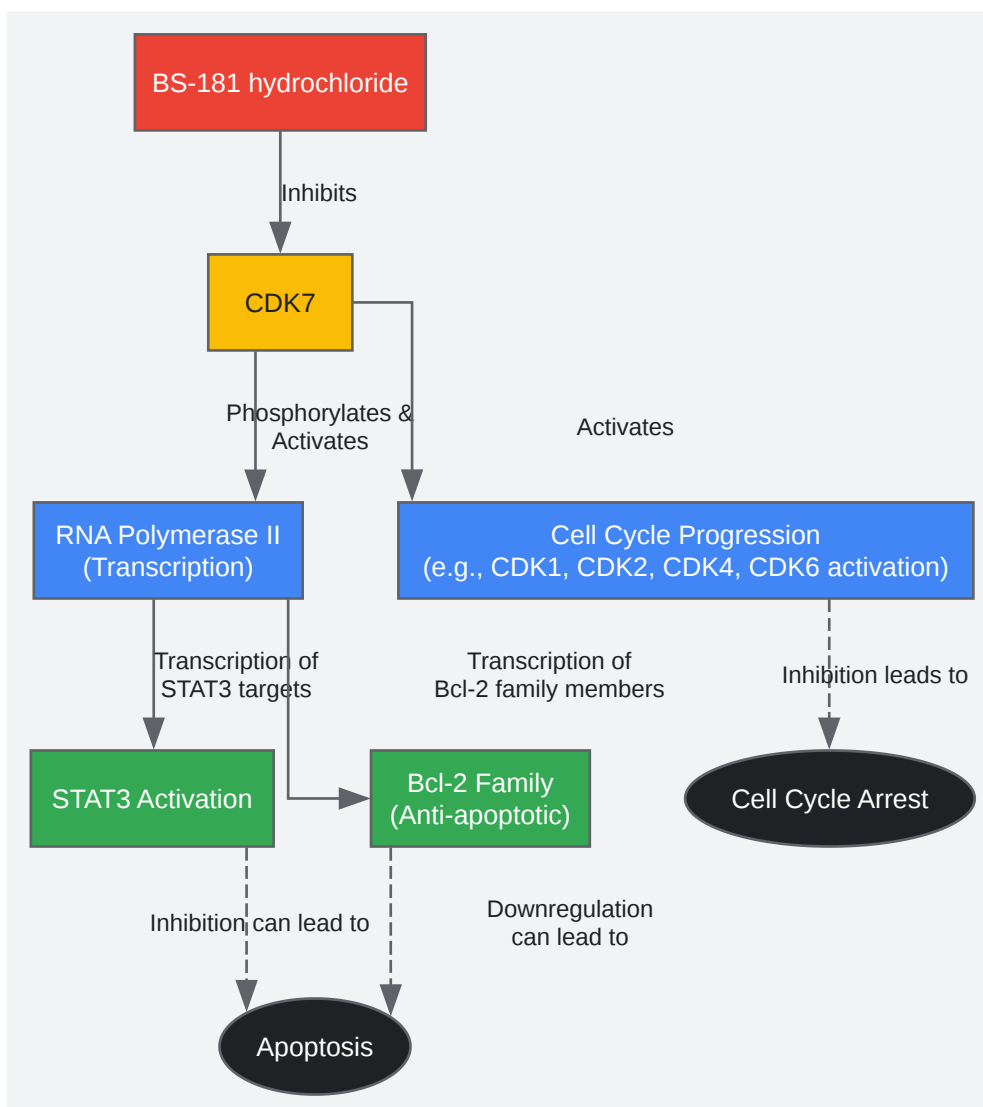 BS-181 hydrochloride
Inhibits
CDK7
Phosphorylates &
Activates
Activates
RNA Polymerase II
(Transcription)
Cell Cycle Progression
(e.g., CDK1, CDK2, CDK4, CDK6 activation)
Transcription of
STAT3 targets
Transcription of
Bcl-2 family members
Inhibition leads to
STAT3 Activation
Bcl-2 Family
(Anti-apoptotic)
Cell Cycle Arrest
Inhibition can lead to
Downregulation
can lead to
Apoptosis